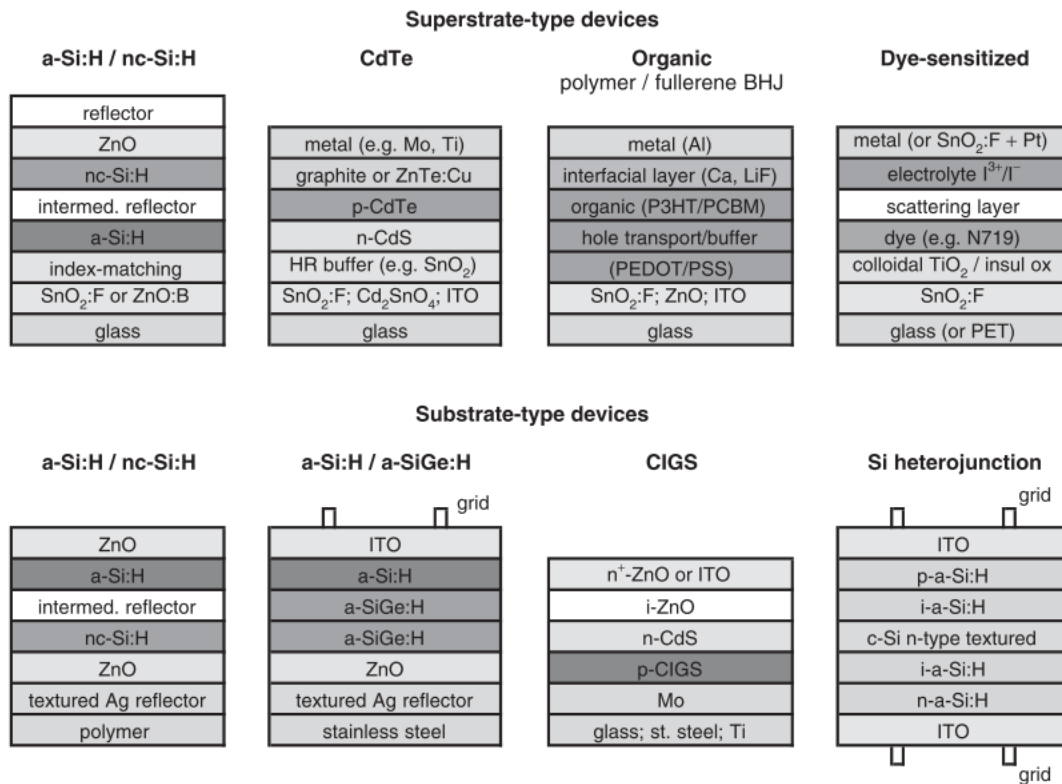 Superstrate-type devices
a-Si:H / nc-Si:H
reflector
ZnO
nc-Si:H
intermed. reflector
a-Si:H
index-matching
SnO₂:F or ZnO:B
glass
CdTe
metal (e.g. Mo, Ti)
graphite or ZnTe:Cu
p-CdTe
n-CdS
HR buffer (e.g. SnO₂)
SnO₂:F; Cd₂SnO₄; ITO
glass
Organic
polymer / fullerene BHJ
metal (Al)
interfacial layer (Ca, LiF)
organic (P3HT/PCBM)
hole transport/buffer
(PEDOT/PSS)
SnO₂:F; ZnO; ITO
glass
Dye-sensitized
metal (or SnO₂:F + Pt)
electrolyte I³⁺/I⁻
scattering layer
dye (e.g. N719)
colloidal TiO₂ / insul ox
SnO₂:F
glass (or PET)
Substrate-type devices
a-Si:H / nc-Si:H
ZnO
a-Si:H
intermed. reflector
nc-Si:H
ZnO
textured Ag reflector
polymer
a-Si:H / a-SiGe:H
grid
ITO
a-Si:H
a-SiGe:H
a-SiGe:H
ZnO
textured Ag reflector
stainless steel
CIGS
n⁺-ZnO or ITO
i-ZnO
n-CdS
p-CIGS
Mo
glass; st. steel; Ti
Si heterojunction
grid
ITO
p-a-Si:H
i-a-Si:H
c-Si n-type textured
i-a-Si:H
n-a-Si:H
ITO
grid